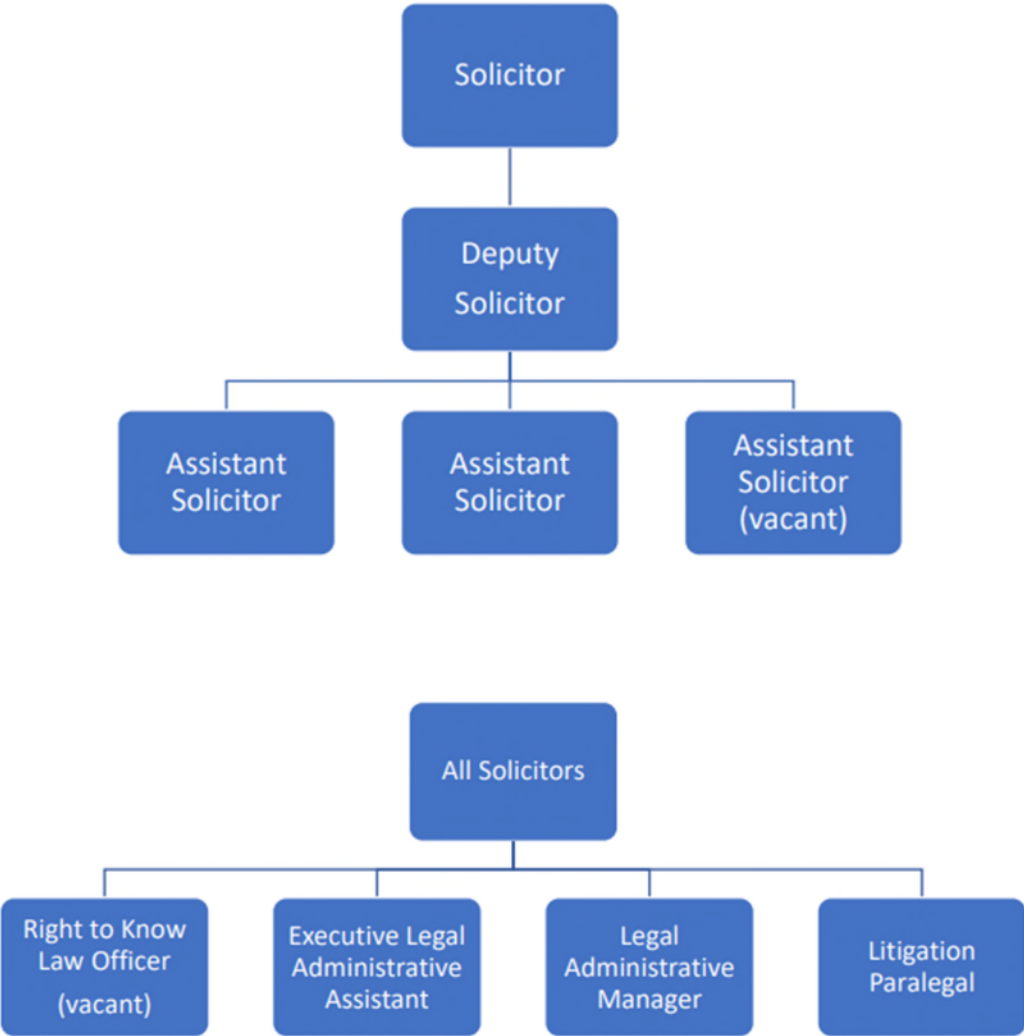 Solicitor
Deputy
Solicitor
Assistant
Solicitor
Assistant
Solicitor
Assistant
Solicitor
(vacant)
All Solicitors
Right to Know
Law Officer
(vacant)
Executive Legal
Administrative
Assistant
Legal
Administrative
Manager
Litigation
Paralegal